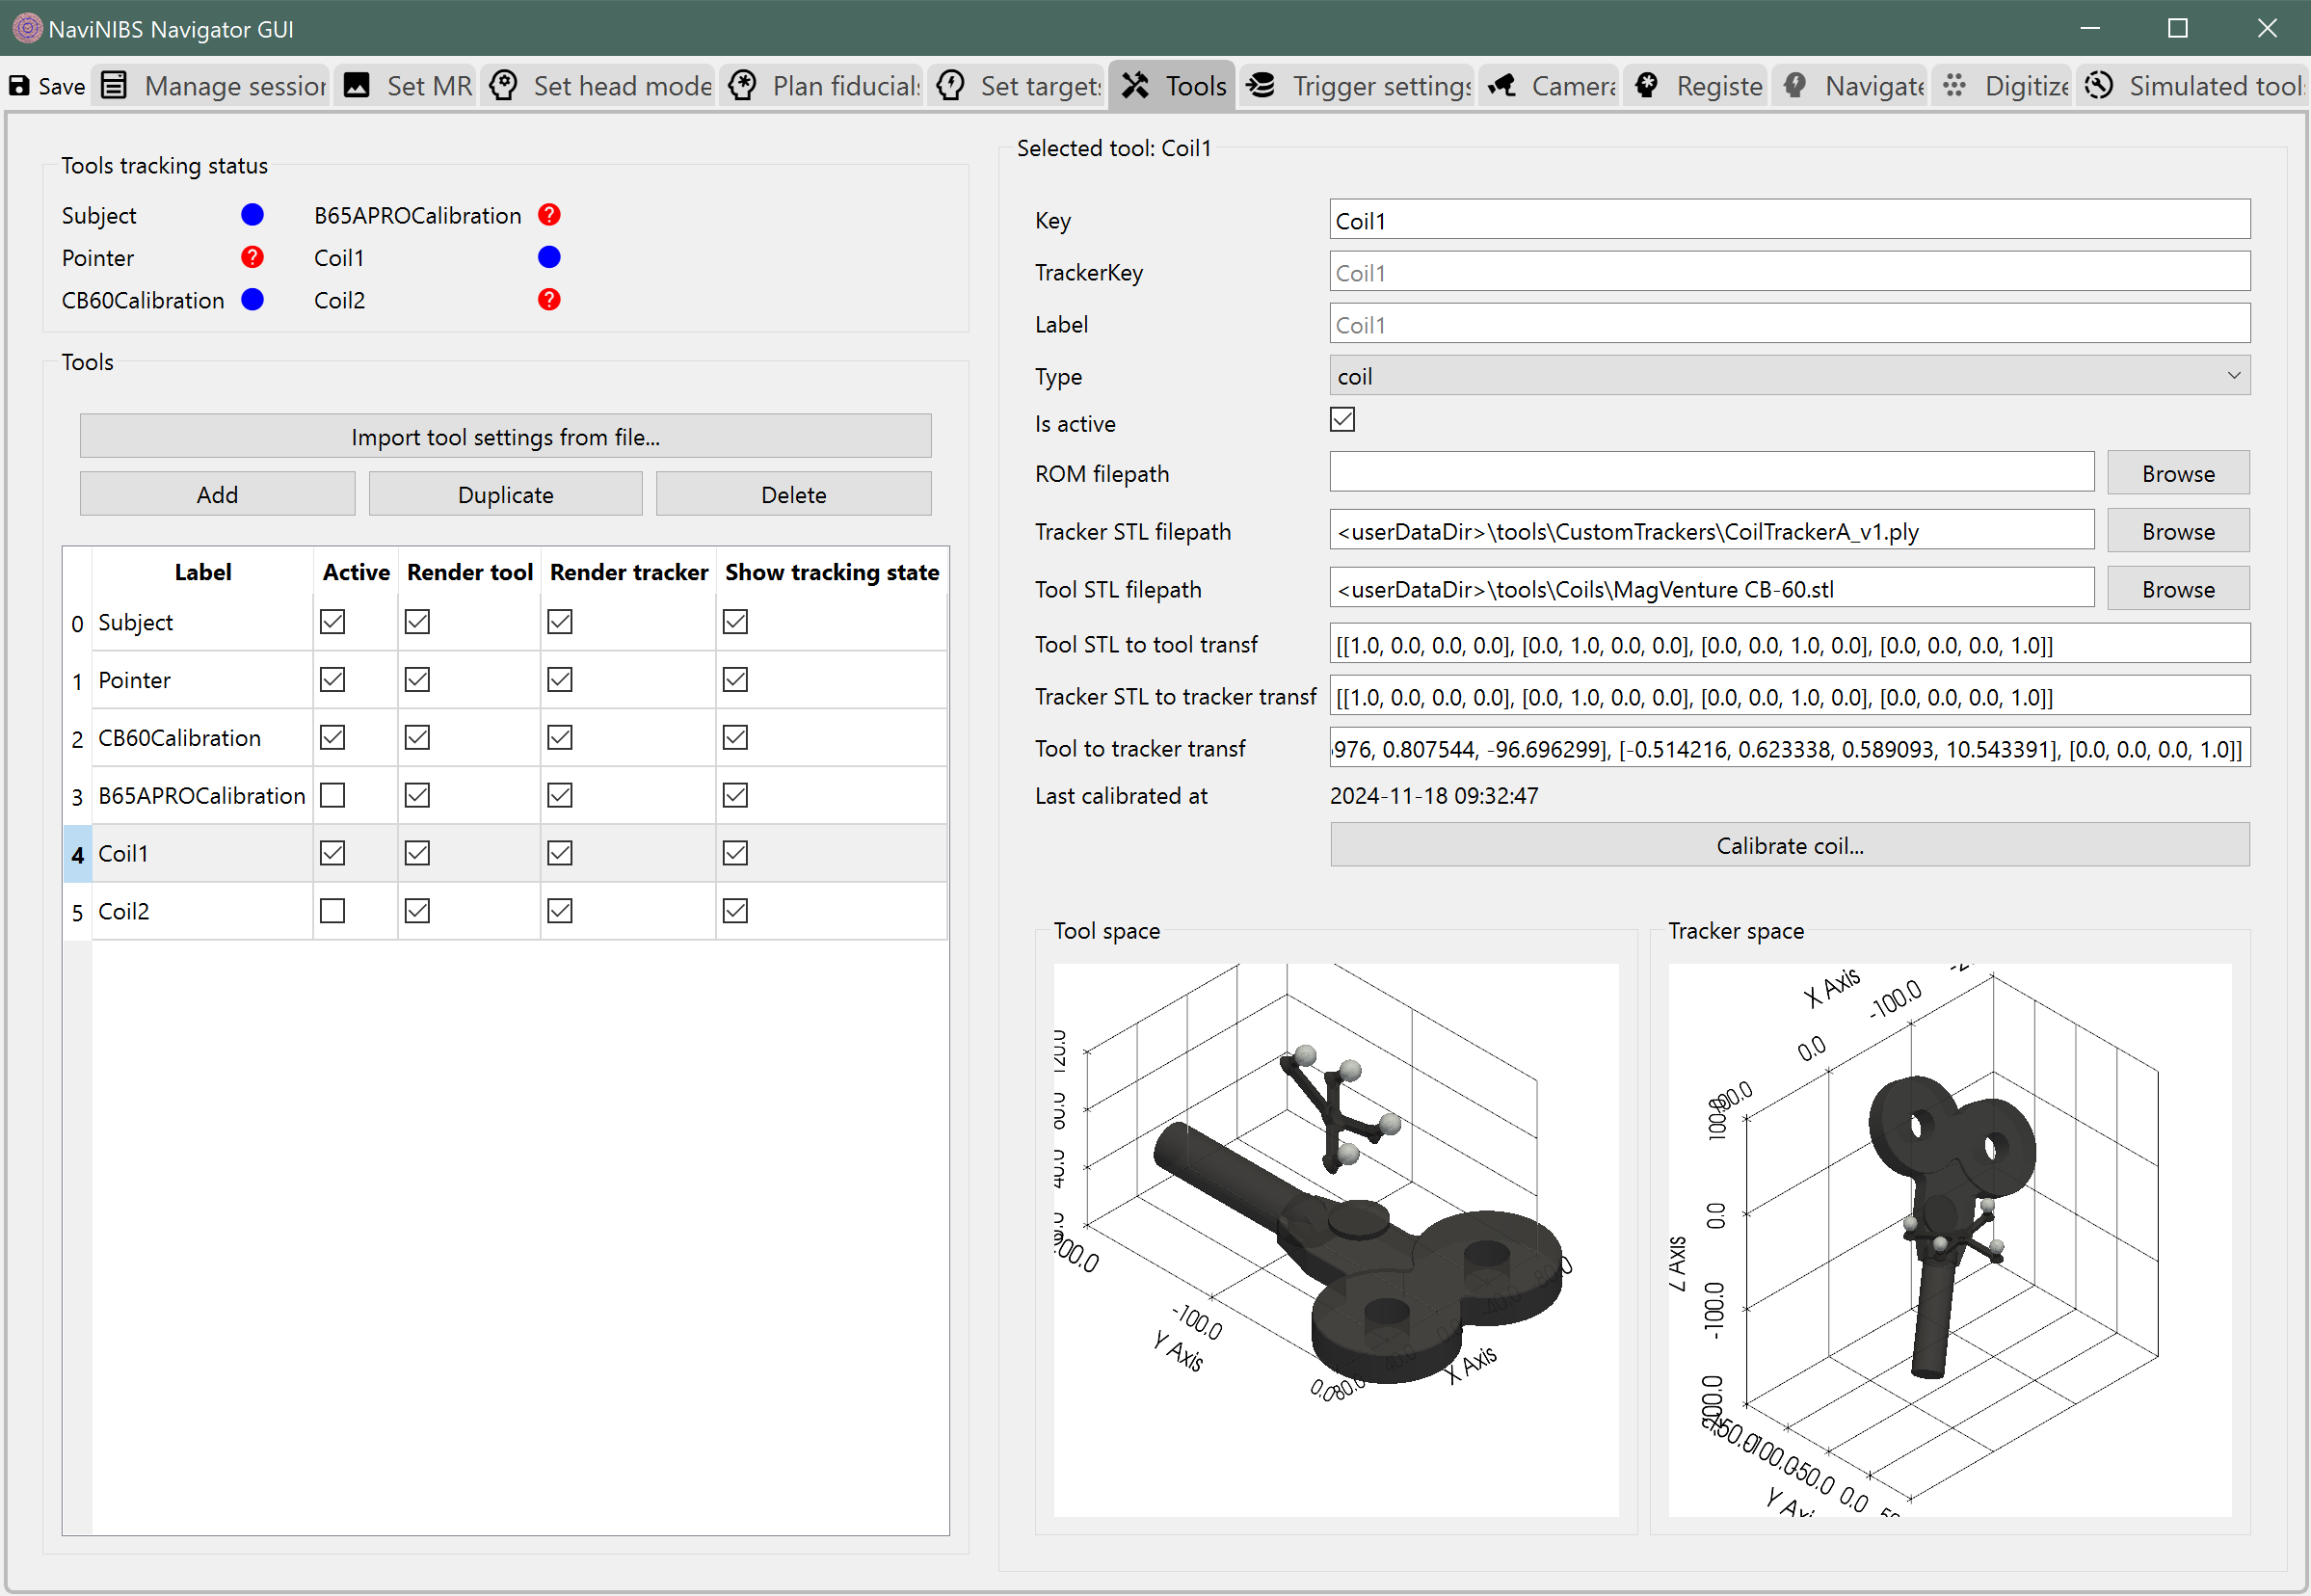 NaviNIBS Navigator GUI
Save
Manage session
Set MR
Set head mode
Plan fiducials
Set targets
Tools
Trigger settings
Camera
Registe
Navigate
Digitize
Simulated tool
Tools tracking status
Subject B65APROCalibration ?
Pointer ? Coil1
CB60Calibration Coil2 ?
Tools
Import tool settings from file...
Add Duplicate Delete
Label Active Render tool Render tracker Show tracking state
0 Subject
1 Pointer
2 CB60Calibration
3 B65APROCalibration
4 Coil1
5 Coil2
Selected tool: Coil1
Key Coil1
TrackerKey Coil1
Label Coil1
Type coil
Is active
ROM filepath Browse
Tracker STL filepath <userDataDir>\tools\CustomTrackers\CoilTrackerA_v1.ply Browse
Tool STL filepath <userDataDir>\tools\Coils\MagVenture CB-60.stl Browse
Tool STL to tool transf [[1.0, 0.0, 0.0, 0.0], [0.0, 1.0, 0.0, 0.0], [0.0, 0.0, 1.0, 0.0], [0.0, 0.0, 0.0, 1.0]]
Tracker STL to tracker transf [[1.0, 0.0, 0.0, 0.0], [0.0, 1.0, 0.0, 0.0], [0.0, 0.0, 1.0, 0.0], [0.0, 0.0, 0.0, 1.0]]
Tool to tracker transf 976, 0.807544, -96.696299], [-0.514216, 0.623338, 0.589093, 10.543391], [0.0, 0.0, 0.0, 1.0]]
Last calibrated at 2024-11-18 09:32:47
Calibrate coil...
Tool space
120.0
40.0
-100.0
Y Axis
0.0
80.0
40.0
0.0
-40.0
-80.0
X Axis
Tracker space
X Axis
-100.0
0.0
100.0
0.0
-100.0
Z Axis
-150.0
-100.0
-50.0
0.0
Y Axis